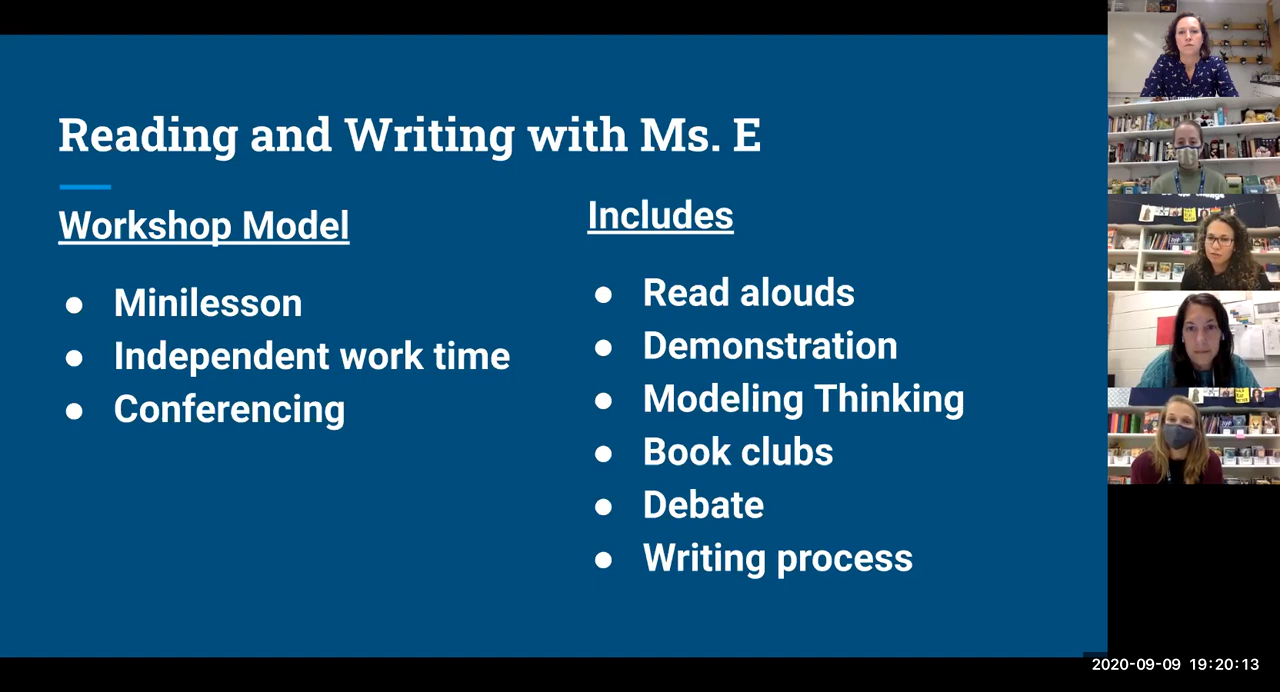 Reading and Writing with Ms. E
Workshop Model
● Minilesson
● Independent work time
● Conferencing
Includes
● Read alouds
● Demonstration
● Modeling Thinking
● Book clubs
● Debate
● Writing process
2020-09-09 19:20:13